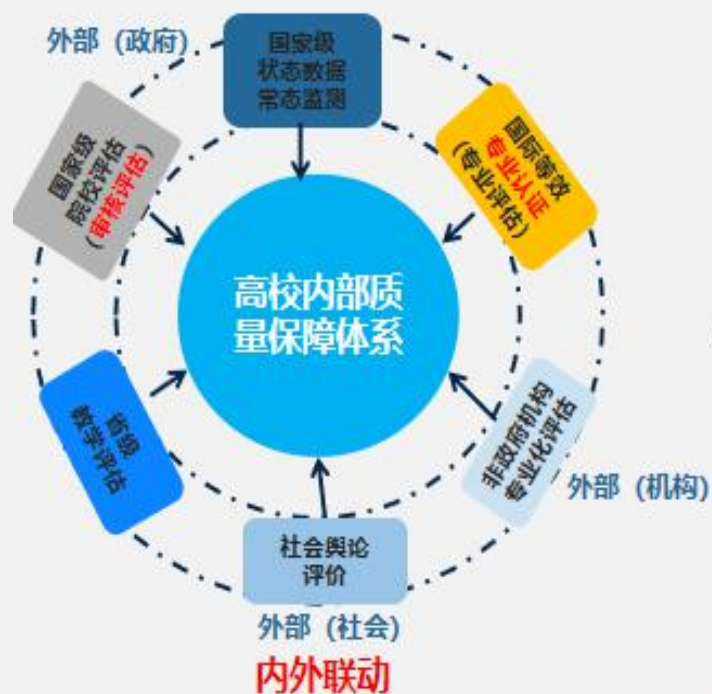 外部（政府）
国家级
状态数据
常态监测
国家级
院校评估
（审核评估）
国际等效
专业认证
（专业评估）
高校内部质
量保障体系
省级
教学评估
非政府机构
专业化评估
外部（机构）
社会舆论
评价
外部（社会）
内外联动